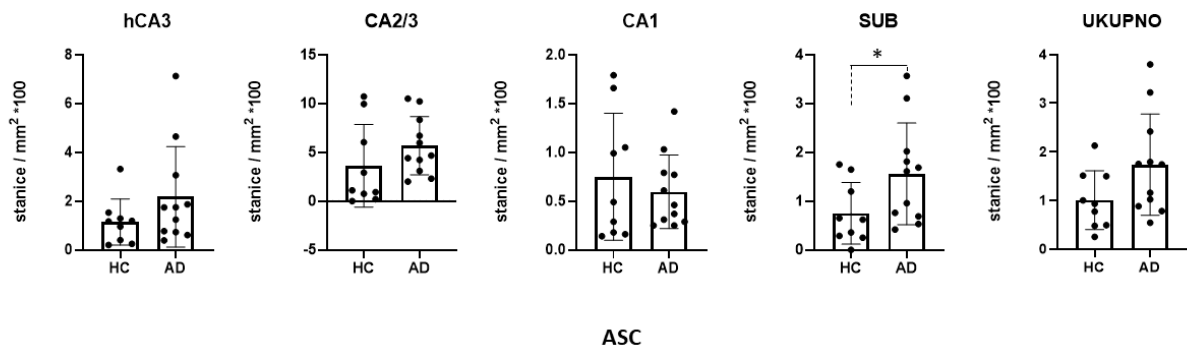 hCA3
stanice / mm² *100
8
6
4
2
0
HC AD
CA2/3
stanice / mm² *100
15
10
5
0
-5
HC AD
CA1
stanice / mm² *100
2.0
1.5
1.0
0.5
0.0
HC AD
SUB
stanice / mm² *100
4
3
2
1
0
*
HC AD
UKUPNO
stanice / mm² *100
4
3
2
1
0
HC AD
ASC